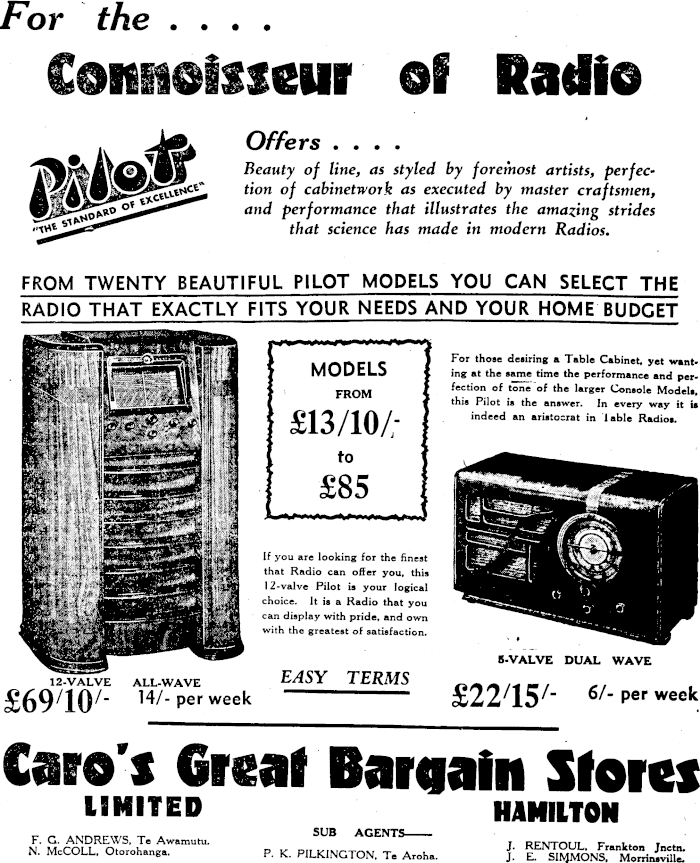 For the . . . .
Connoisseur of Radio
Pilot
"THE STANDARD OF EXCELLENCE"
Offers . . . .
Beauty of line, as styled by foremost artists, perfec-
tion of cabinetwork as executed by master craftsmen,
and performance that illustrates the amazing strides
that science has made in modern Radios.
FROM TWENTY BEAUTIFUL PILOT MODELS YOU CAN SELECT THE
RADIO THAT EXACTLY FITS YOUR NEEDS AND YOUR HOME BUDGET
MODELS
FROM
£13/10/-
to
£85
For those desiring a Table Cabinet, yet want-
ing at the same time the performance and per-
fection of tone of the larger Console Models,
this Pilot is the answer. In every way it is
indeed an aristocrat in Table Radios.
If you are looking for the finest
that Radio can offer you, this
12-valve Pilot is your logical
choice. It is a Radio that you
can display with pride, and own
with the greatest of satisfaction.
EASY TERMS
12-VALVE ALL-WAVE
£69/10/- 14/- per week
5-VALVE DUAL WAVE
£22/15/- 6/- per week
Caro's Great Bargain Stores
LIMITED HAMILTON
SUB AGENTS——
F. G. ANDREWS, Te Awamutu.
N. McCOLL, Otorohanga.
P. K. PILKINGTON, Te Aroha.
J. RENTOUL, Frankton Jnctn.
J. E. SIMMONS, Morrinsville.